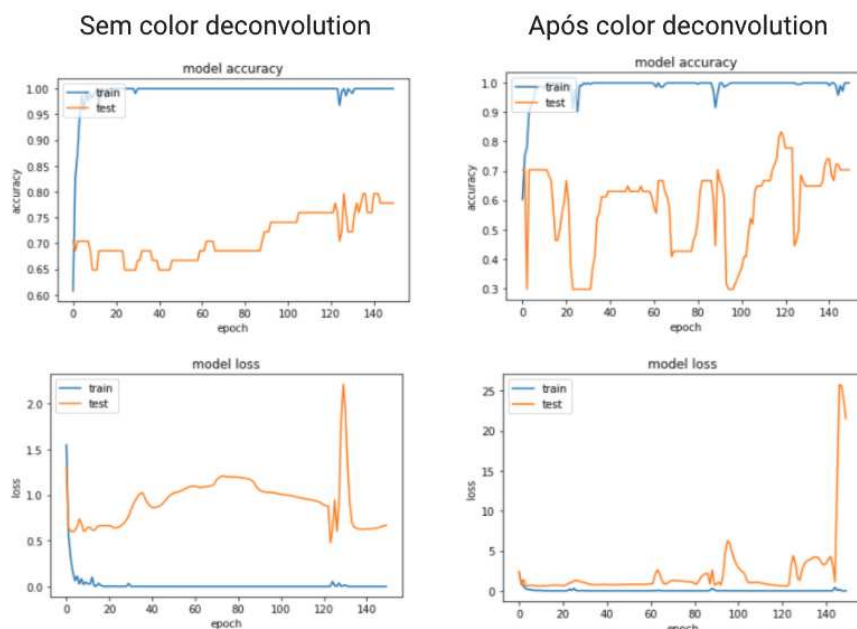 Sem color deconvolution
Após color deconvolution
model accuracy
train
test
accuracy
1.00
0.95
0.90
0.85
0.80
0.75
0.70
0.65
0.60
0 20 40 60 80 100 120 140
epoch
model accuracy
train
test
accuracy
1.0
0.9
0.8
0.7
0.6
0.5
0.4
0.3
0 20 40 60 80 100 120 140
epoch
model loss
train
test
loss
2.0
1.5
1.0
0.5
0.0
0 20 40 60 80 100 120 140
epoch
model loss
train
test
loss
25
20
15
10
5
0
0 20 40 60 80 100 120 140
epoch